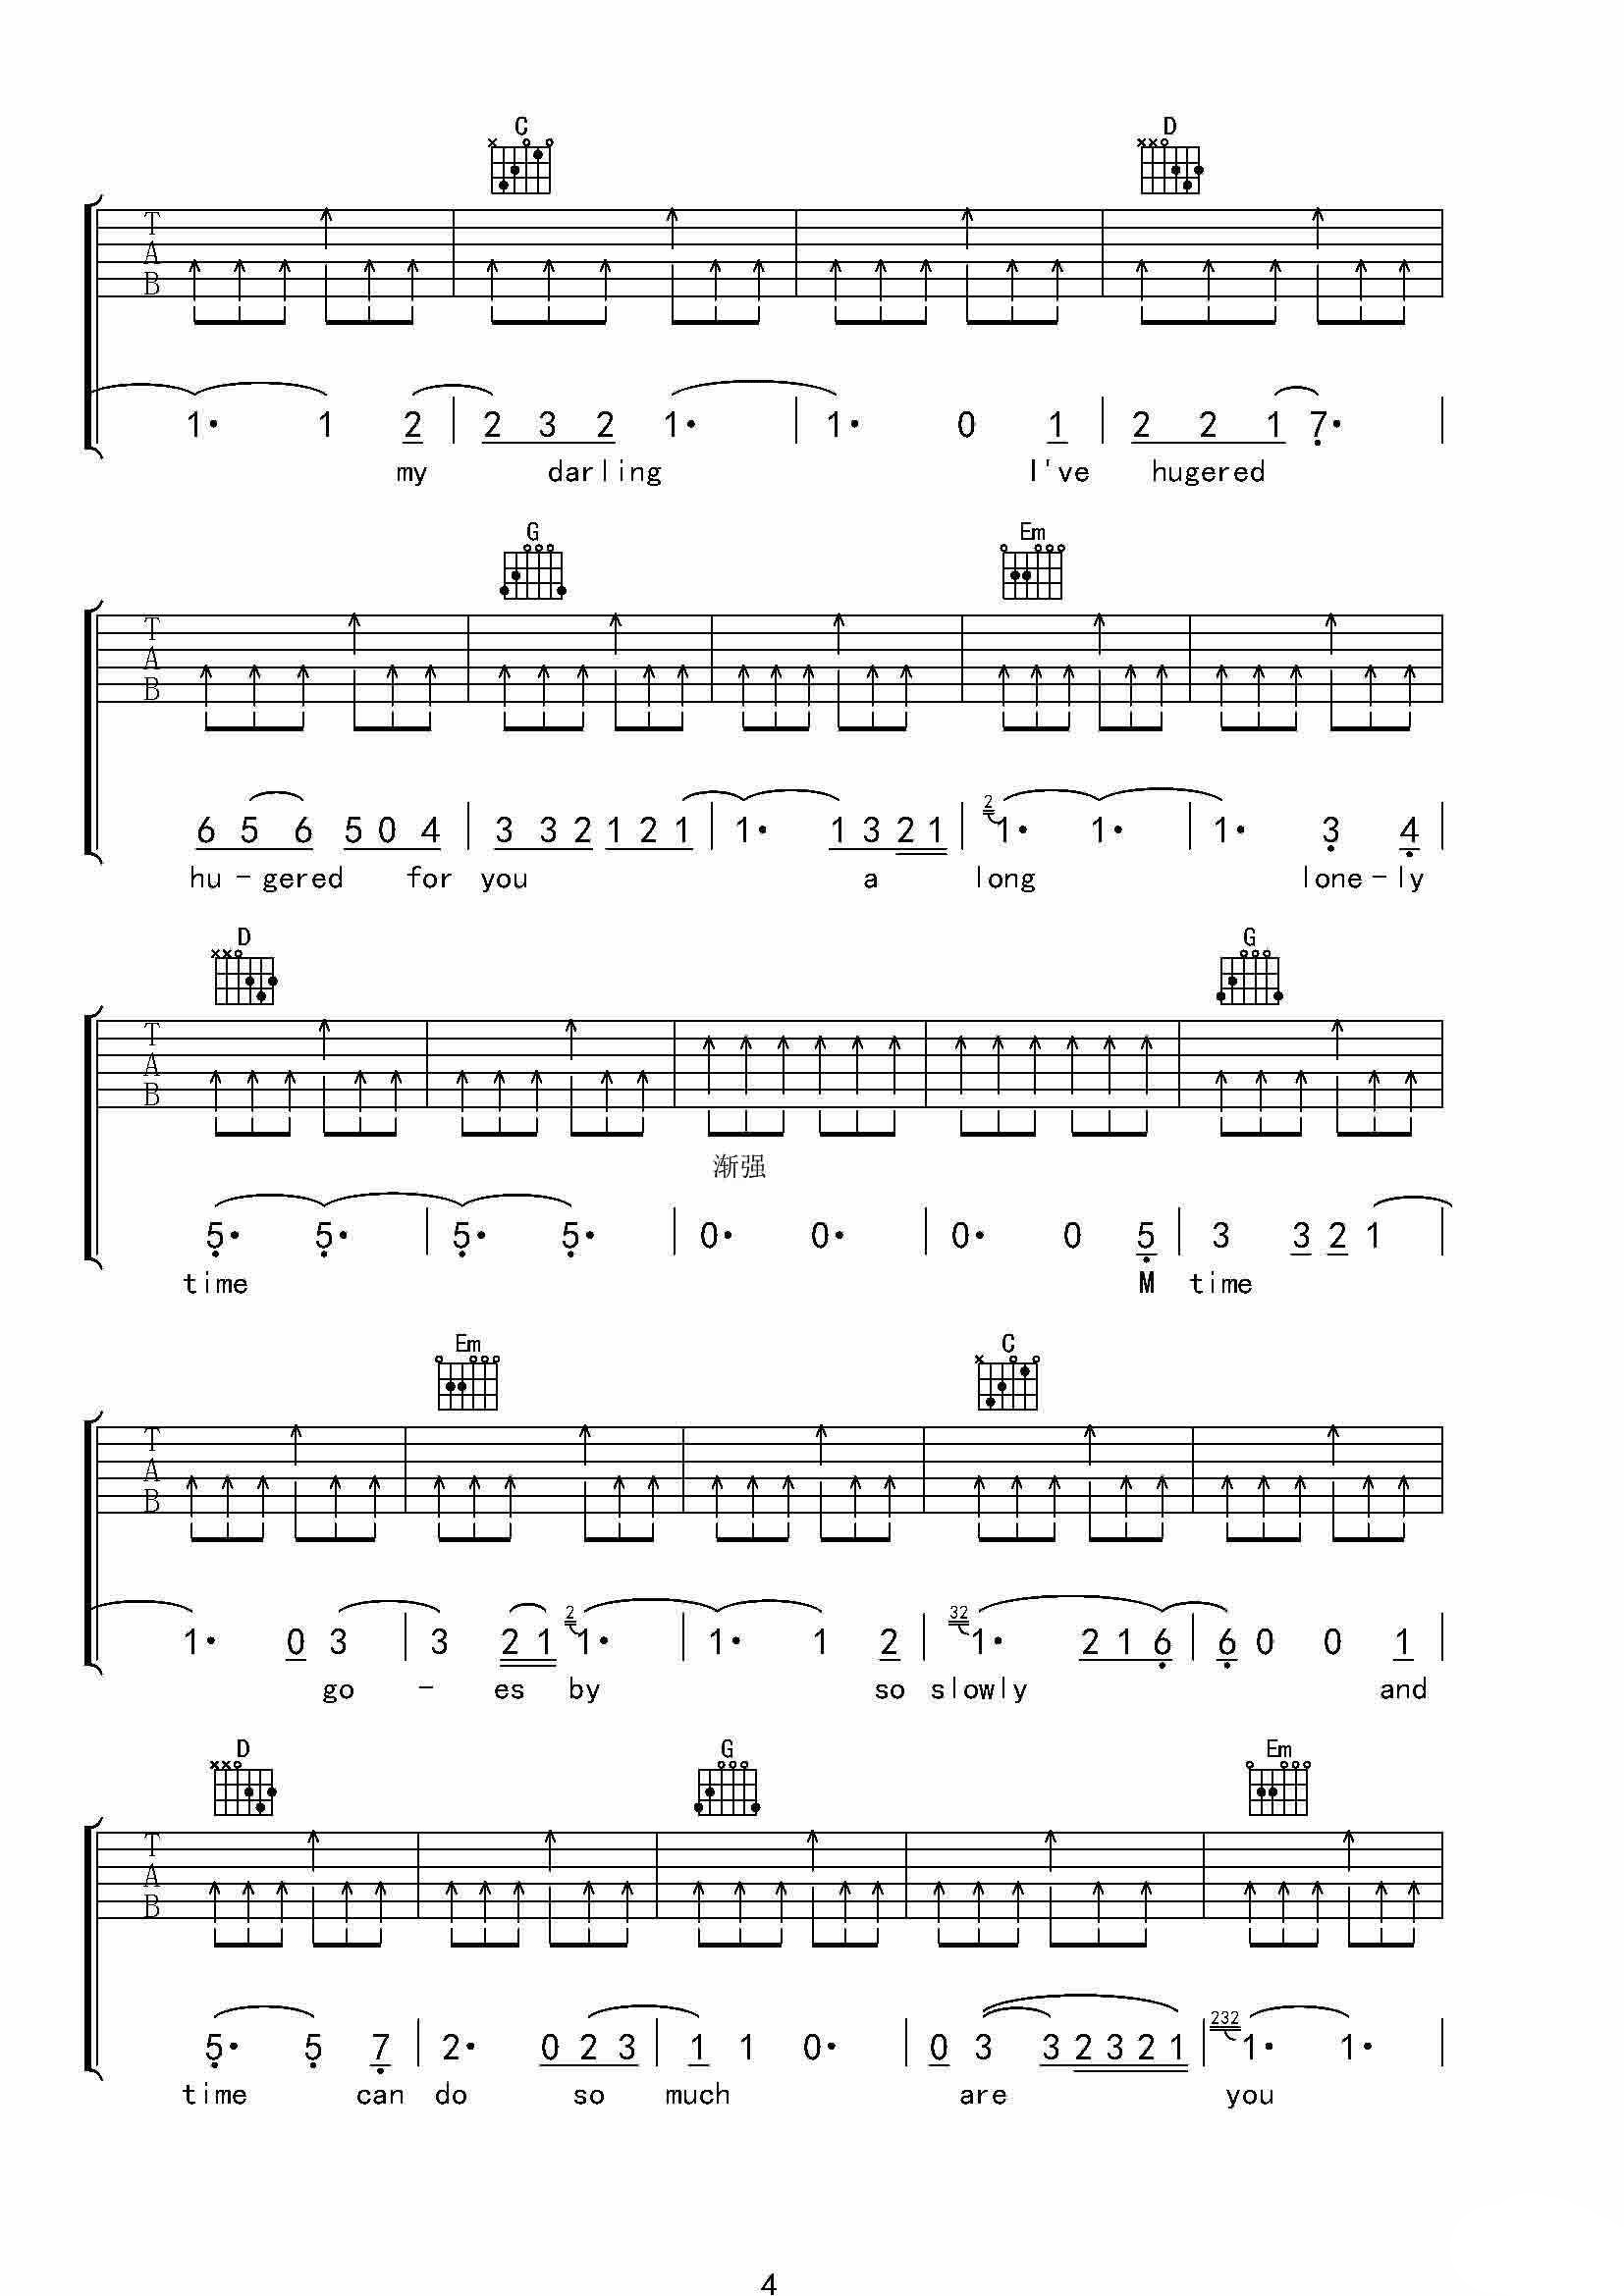 C D
T
A
B
1· 1 2 | 2 3 2 1· | 1· 0 1 | 2 2 1 7· |
my darling I've hugered
G Em
T
A
B
6 5 6 5 0 4 | 3 3 2 1 2 1 | 1· 1 3 2 1 | 2 1· 1· | 1· 3 4 |
hu-gered for you a long lone-ly
D G
T
A
B
渐强
5· 5· | 5· 5· | 0· 0· | 0· 0 5 | 3 3 2 1 |
time M time
Em C
T
A
B
1· 0 3 | 3 2 1 2 1· | 1· 1 2 | 32 1· 2 1 6 | 6 0 0 1 |
go - es by so slowly and
D G Em
T
A
B
5· 5 7 | 2· 0 2 3 | 1 1 0· | 0 3 3 2 3 2 1 | 232 1· 1· |
time can do so much are you
4